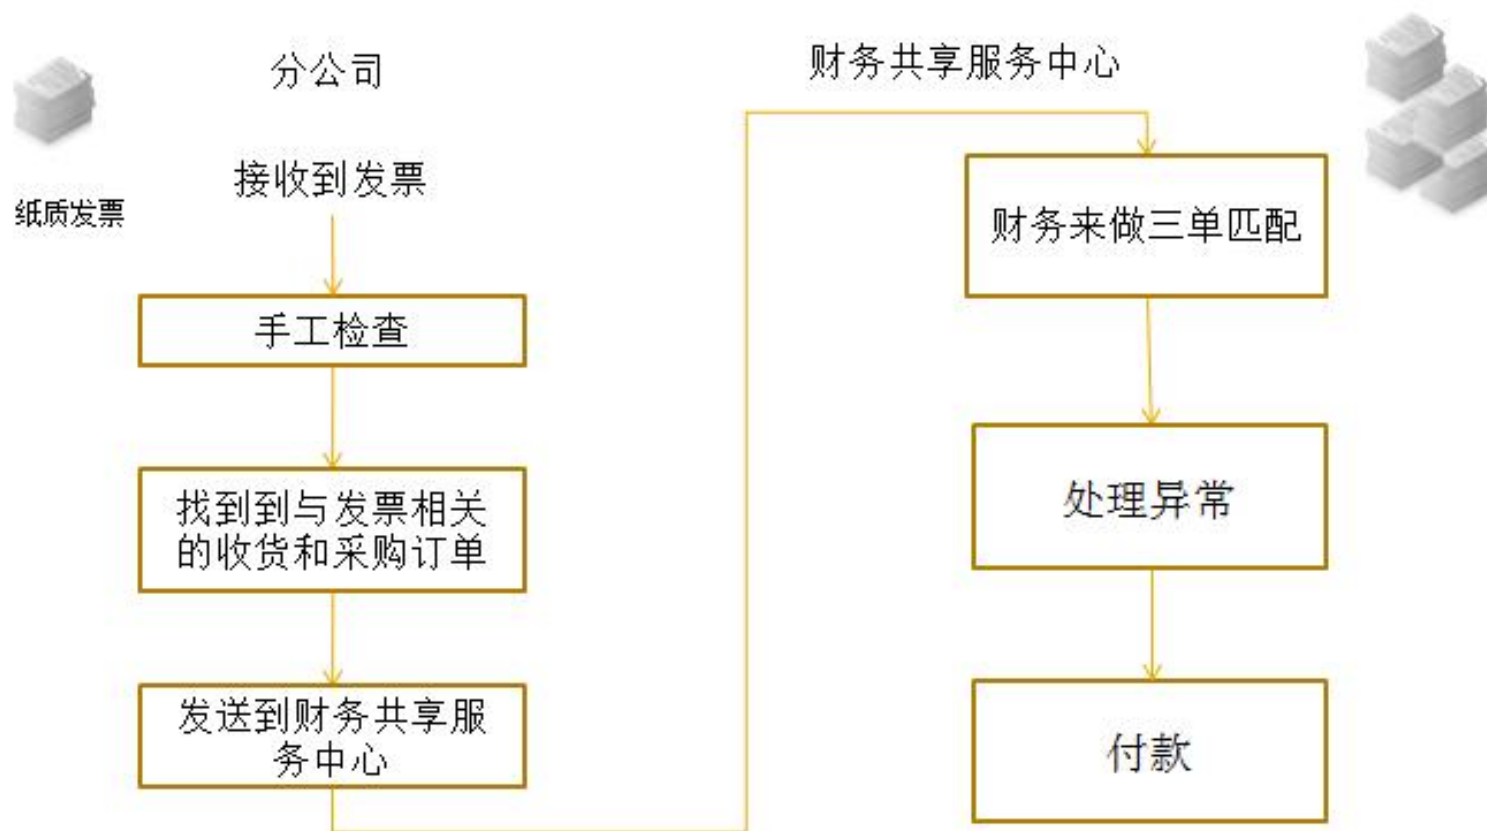 分公司
接收到发票
纸质发票
手工检查
找到到与发票相关
的收货和采购订单
发送到财务共享服
务中心
财务共享服务中心
财务来做三单匹配
处理异常
付款